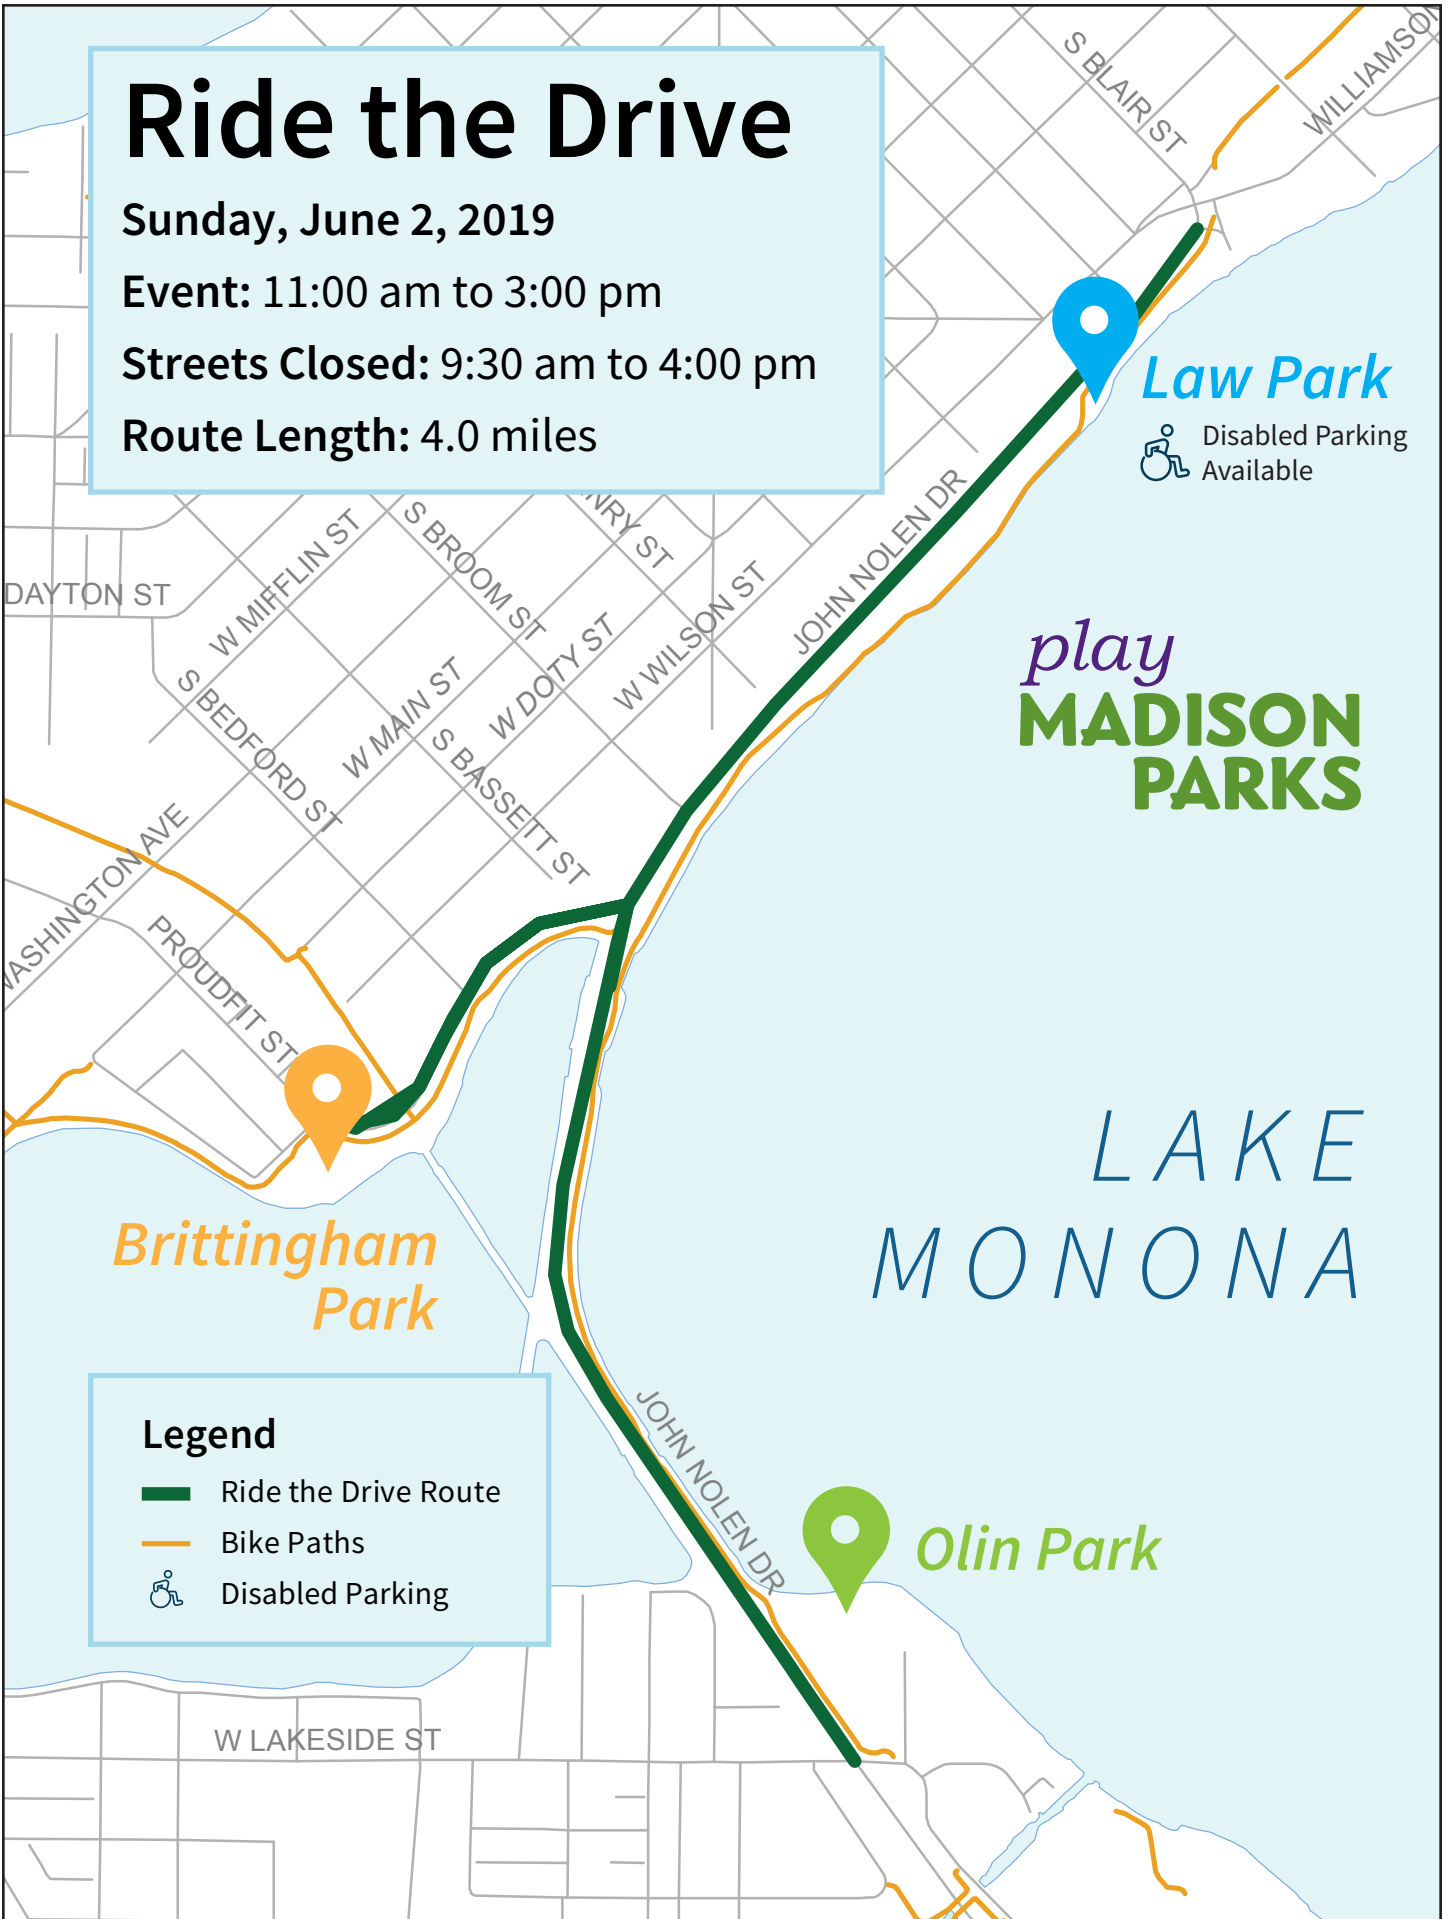 Ride the Drive
Sunday, June 2, 2019
Event: 11:00 am to 3:00 pm
Streets Closed: 9:30 am to 4:00 pm
Route Length: 4.0 miles
S BLAIR ST
WILLIAMSO
Law Park
Disabled Parking
Available
JOHN NOLEN DR
NRY ST
S BROOM ST
W MIFFLIN ST
DAYTON ST
W WILSON ST
W DOTY ST
W MAIN ST
S BEDFORD ST
S BASSETT ST
play
MADISON
PARKS
WASHINGTON AVE
PROUDFIT ST
Brittingham
Park
LAKE
MONONA
JOHN NOLEN DR
Olin Park
Legend
Ride the Drive Route
Bike Paths
Disabled Parking
W LAKESIDE ST